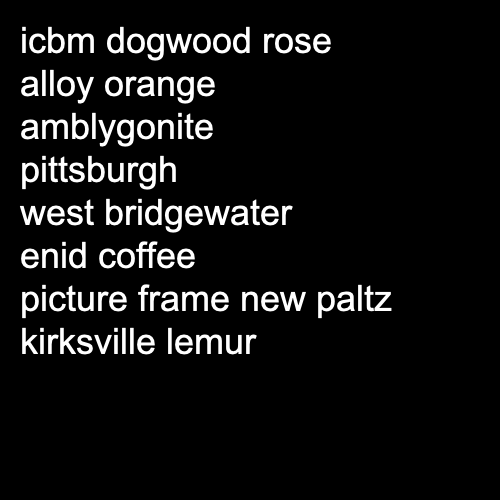 icbm dogwood rose
alloy orange
amblygonite
pittsburgh
west bridgewater
enid coffee
picture frame new paltz
kirksville lemur